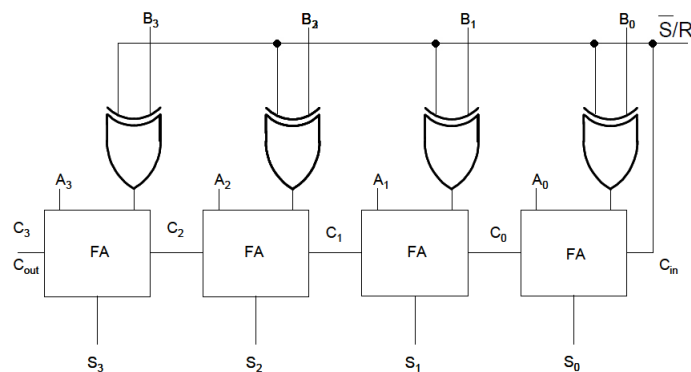 B₃ B₂ B₁ B₀ S̅/R
A₃ A₂ A₁ A₀
C₃ C₂ C₁ C₀
FA FA FA FA
Cout Cin
S₃ S₂ S₁ S₀